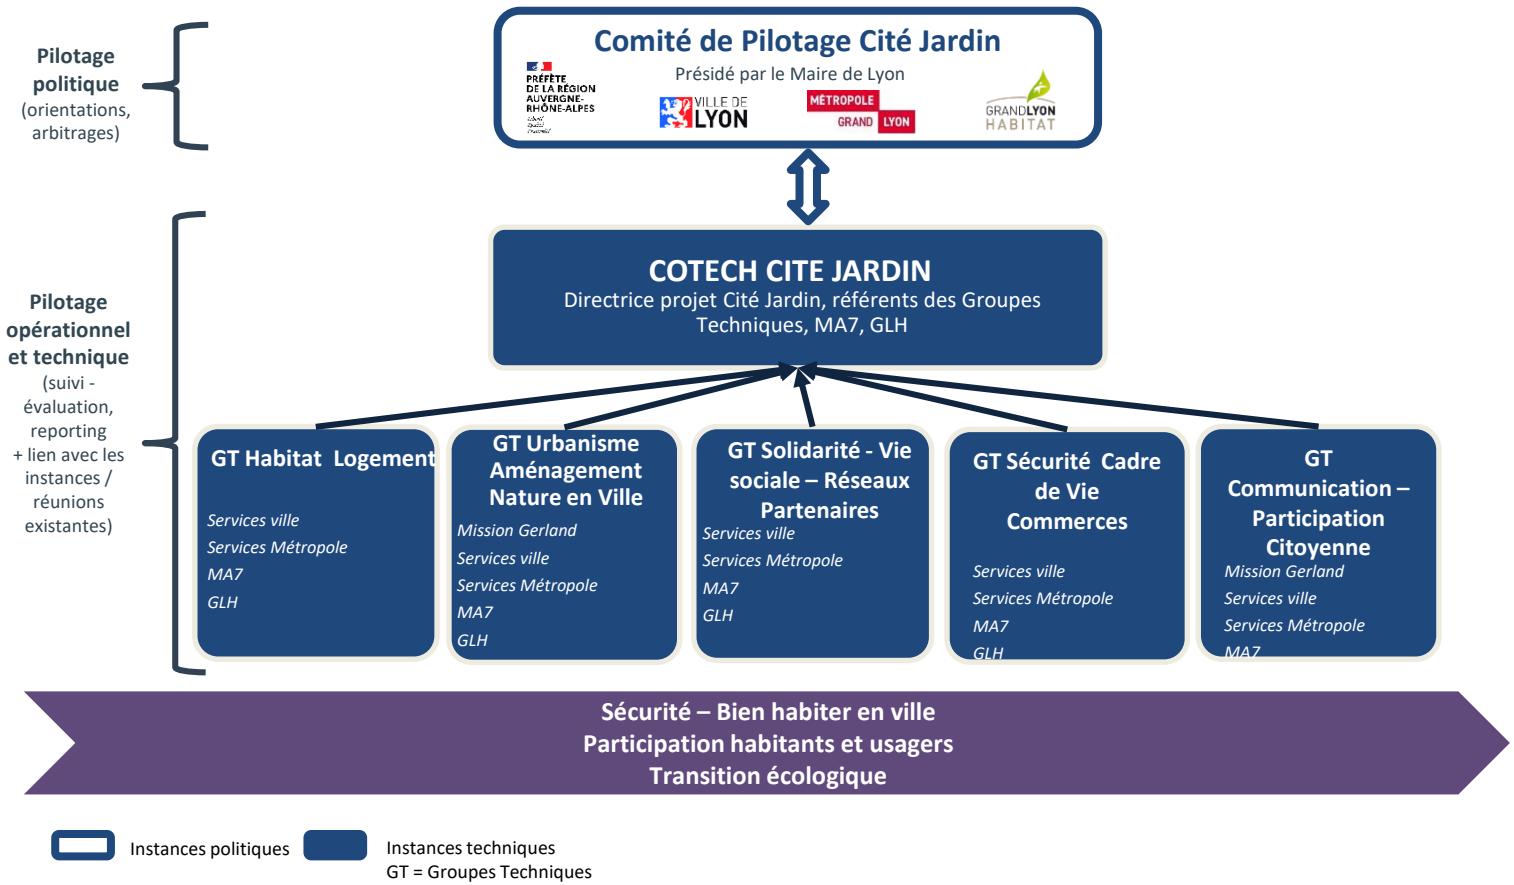 Pilotage
politique
(orientations,
arbitrages)
Comité de Pilotage Cité Jardin
Présidé par le Maire de Lyon
PRÉFÈTE
DE LA RÉGION
AUVERGNE-
RHÔNE-ALPES
Liberté
Égalité
Fraternité
VILLE DE
LYON
MÉTROPOLE
GRAND LYON
GRANDLYON
HABITAT
Pilotage
opérationnel
et technique
(suivi -
évaluation,
reporting
+ lien avec les
instances /
réunions
existantes)
COTECH CITE JARDIN
Directrice projet Cité Jardin, référents des Groupes
Techniques, MA7, GLH
GT Habitat Logement
Services ville
Services Métropole
MA7
GLH
GT Urbanisme
Aménagement
Nature en Ville
Mission Gerland
Services ville
Services Métropole
MA7
GLH
GT Solidarité - Vie
sociale – Réseaux
Partenaires
Services ville
Services Métropole
MA7
GLH
GT Sécurité Cadre
de Vie
Commerces
Services ville
Services Métropole
MA7
GLH
GT
Communication –
Participation
Citoyenne
Mission Gerland
Services ville
Services Métropole
MA7
Sécurité – Bien habiter en ville
Participation habitants et usagers
Transition écologique
Instances politiques
Instances techniques
GT = Groupes Techniques